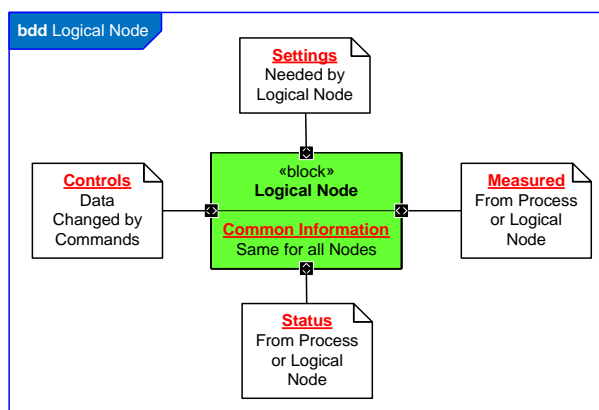 bdd Logical Node
Settings
Needed by
Logical Node
Controls
Data
Changed by
Commands
«block»
Logical Node
Common Information
Same for all Nodes
Measured
From Process
or Logical
Node
Status
From Process
or Logical
Node